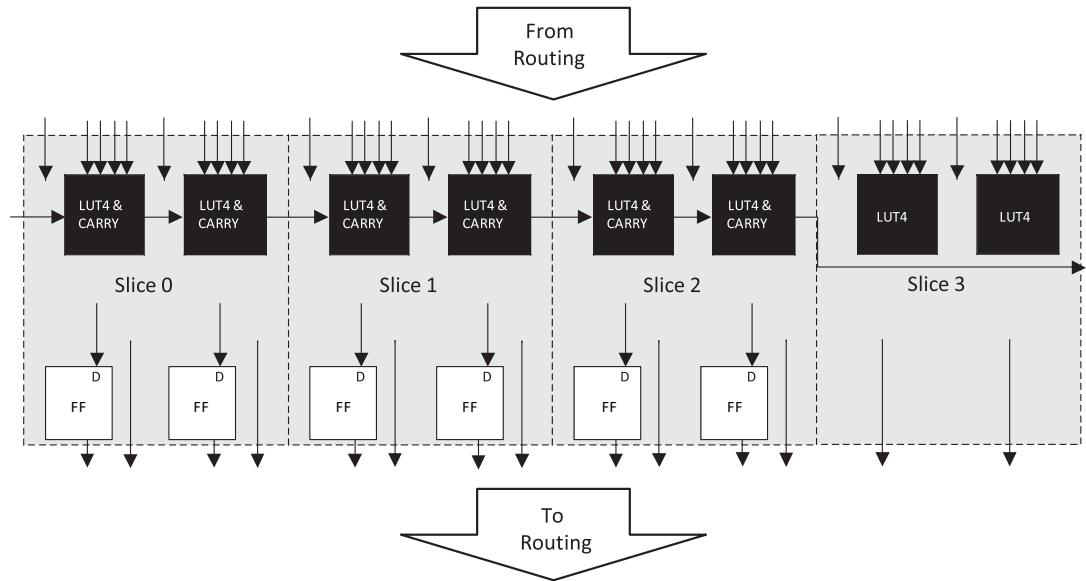 From
Routing
LUT4 &
CARRY
LUT4 &
CARRY
LUT4 &
CARRY
LUT4 &
CARRY
LUT4 &
CARRY
LUT4 &
CARRY
LUT4
LUT4
Slice 0
Slice 1
Slice 2
Slice 3
D
FF
D
FF
D
FF
D
FF
D
FF
D
FF
To
Routing